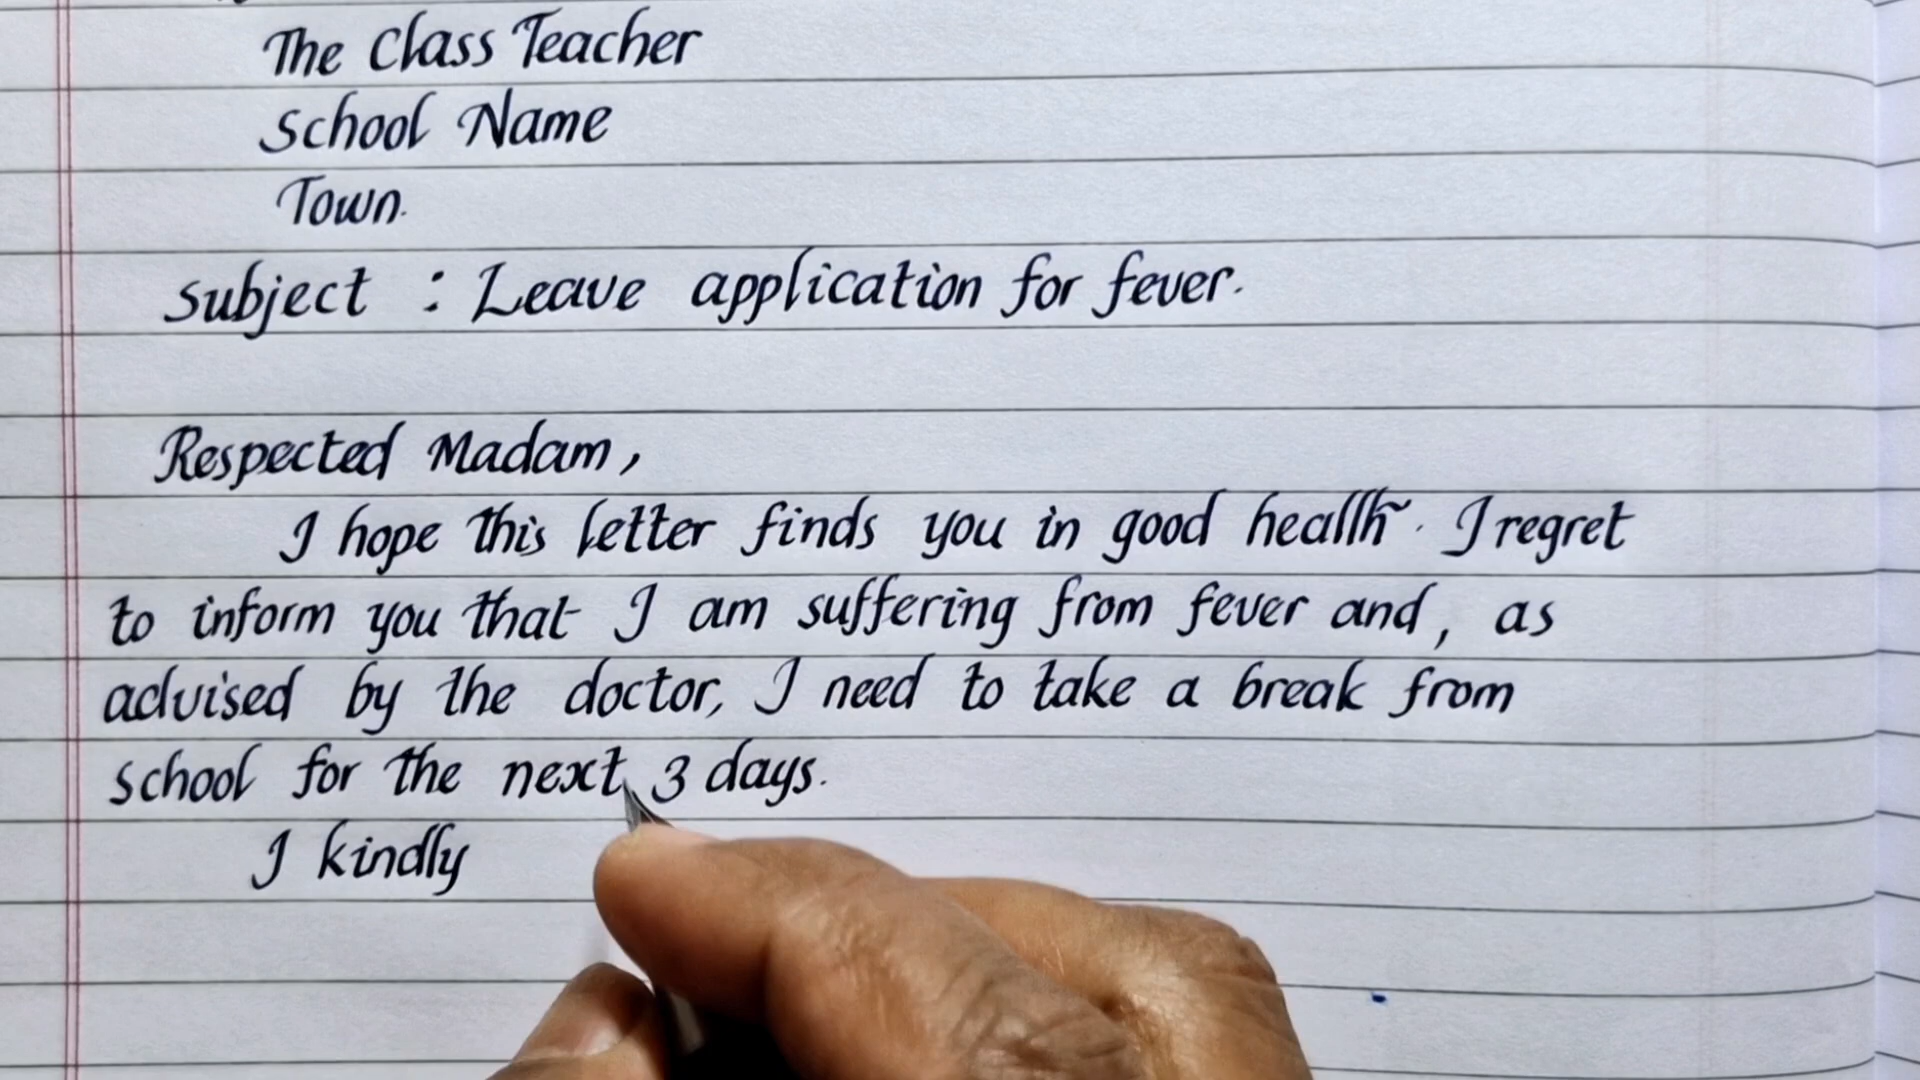 The Class Teacher
School Name
Town.
Subject : Leave application for fever.
Respected Madam,
I hope this letter finds you in good health. I regret
to inform you that I am suffering from fever and, as
advised by the doctor, I need to take a break from
school for the next 3 days.
I kindly